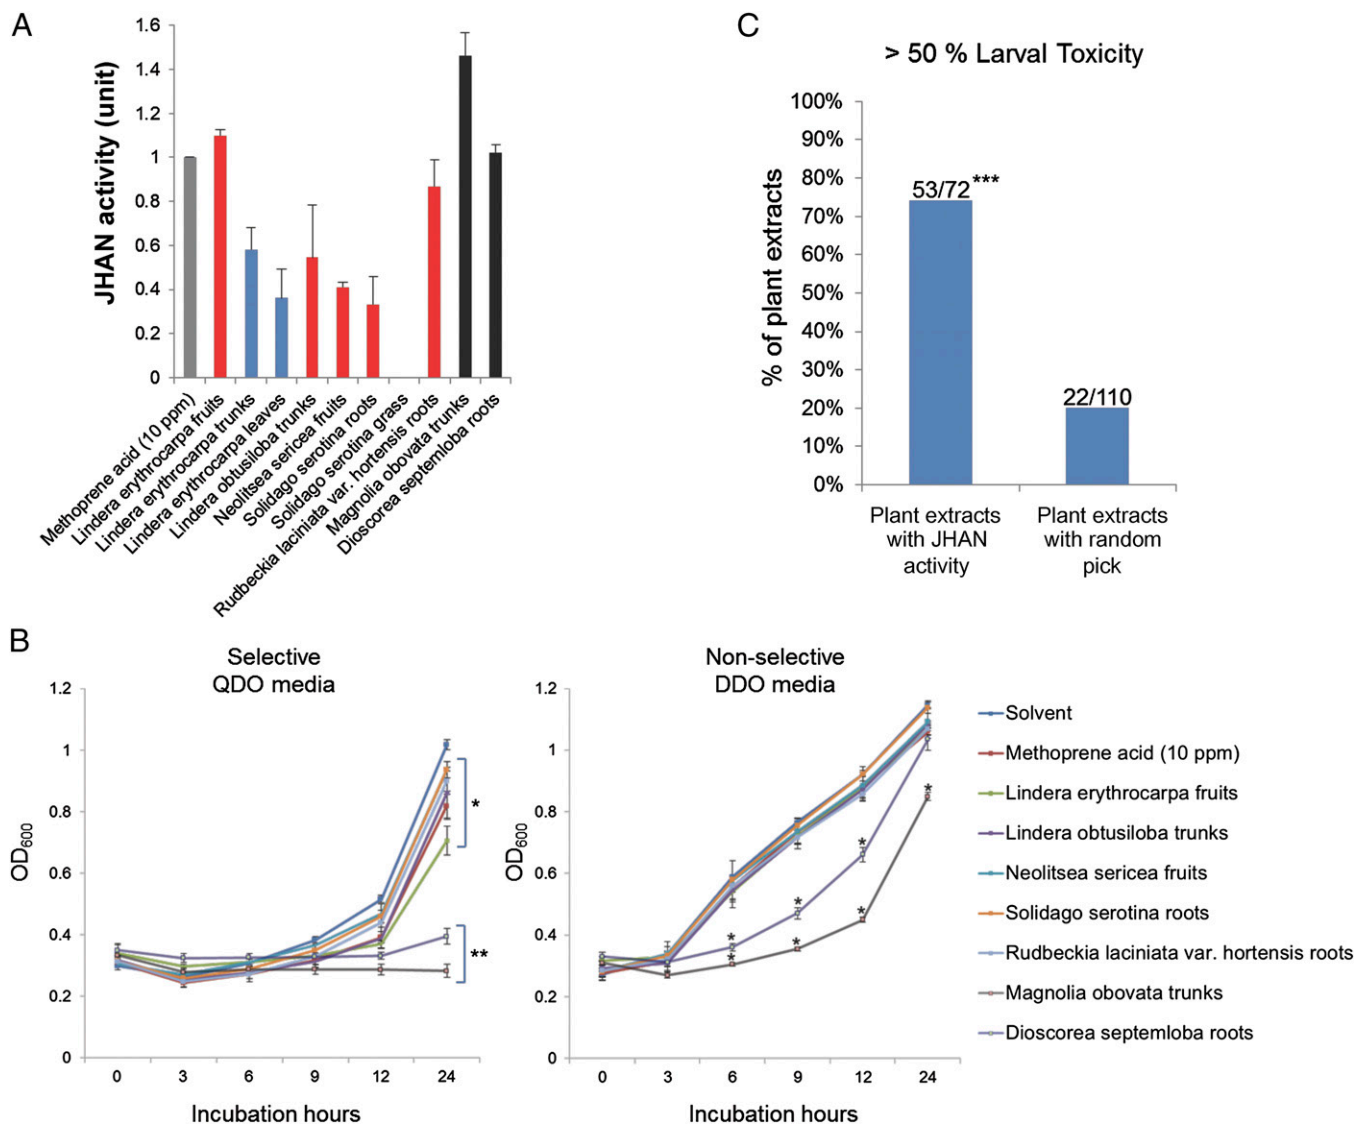 A
JHAN activity (unit)
1.6
1.4
1.2
1
0.8
0.6
0.4
0.2
0
Methoprene acid (10 ppm)
Lindera erythrocarpa fruits
Lindera erythrocarpa trunks
Lindera erythrocarpa leaves
Lindera obtusiloba trunks
Neolitsea sericea fruits
Solidago serotina roots
Solidago serotina grass
Rudbeckia laciniata var. hortensis roots
Magnolia obovata trunks
Dioscorea septemloba roots
C
> 50 % Larval Toxicity
% of plant extracts
100%
90%
80%
70%
60%
50%
40%
30%
20%
10%
0%
53/72 ***
22/110
Plant extracts
with JHAN
activity
Plant extracts
with random
pick
B
Selective
QDO media
OD600
1.2
1
0.8
0.6
0.4
0.2
0
*
**
0 3 6 9 12 24
Incubation hours
Non-selective
DDO media
OD600
1.2
1
0.8
0.6
0.4
0.2
0
* * * *
* * *
0 3 6 9 12 24
Incubation hours
Solvent
Methoprene acid (10 ppm)
Lindera erythrocarpa fruits
Lindera obtusiloba trunks
Neolitsea sericea fruits
Solidago serotina roots
Rudbeckia laciniata var. hortensis roots
Magnolia obovata trunks
Dioscorea septemloba roots